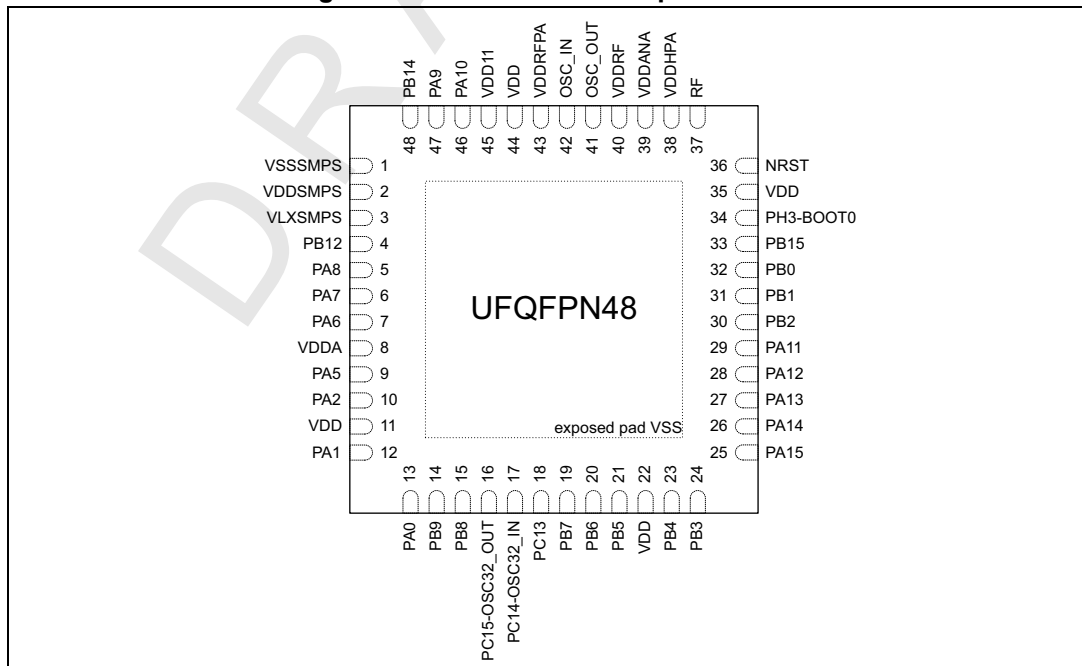 PB14
PA9
PA10
VDD11
VDD
VDDRFPA
OSC_IN
OSC_OUT
VDDRF
VDDANA
VDDHPA
RF
48
47
46
45
44
43
42
41
40
39
38
37
VSSSMPS 1
VDDSMPS 2
VLXSMPS 3
PB12 4
PA8 5
PA7 6
PA6 7
VDDA 8
PA5 9
PA2 10
VDD 11
PA1 12
UFQFPN48
exposed pad VSS
36 NRST
35 VDD
34 PH3-BOOT0
33 PB15
32 PB0
31 PB1
30 PB2
29 PA11
28 PA12
27 PA13
26 PA14
25 PA15
13
14
15
16
17
18
19
20
21
22
23
24
PA0
PB9
PB8
PC15-OSC32_OUT
PC14-OSC32_IN
PC13
PB7
PB6
PB5
VDD
PB4
PB3